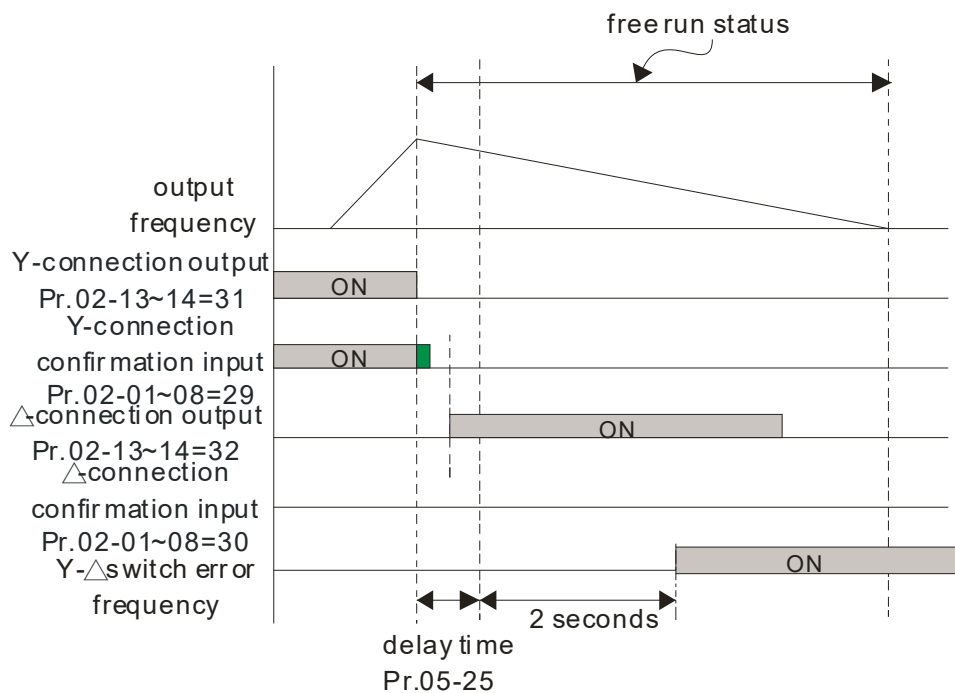 free run status
output
frequency
Y-connection output
ON
Pr.02-13~14=31
Y-connection
confirmation input
ON
Pr.02-01~08=29
△-connection output
ON
Pr.02-13~14=32
△-connection
confirmation input
Pr.02-01~08=30
Y-△switch error
ON
frequency
2 seconds
delay time
Pr.05-25